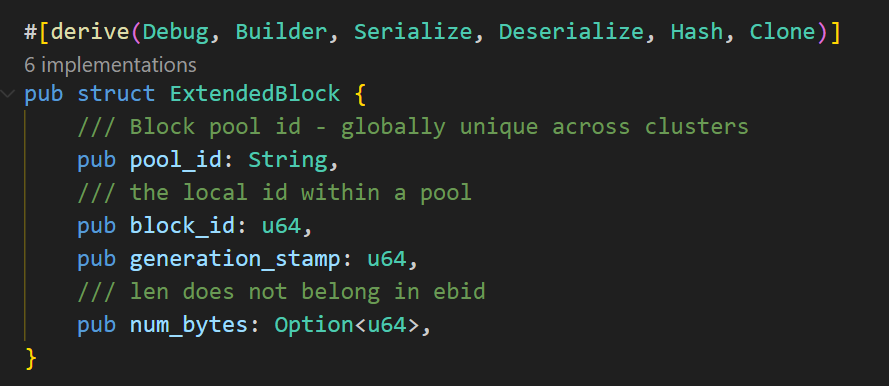 #[derive(Debug, Builder, Serialize, Deserialize, Hash, Clone)]
6 implementations
pub struct ExtendedBlock {
    /// Block pool id - globally unique across clusters
    pub pool_id: String,
    /// the local id within a pool
    pub block_id: u64,
    pub generation_stamp: u64,
    /// len does not belong in ebid
    pub num_bytes: Option<u64>,
}